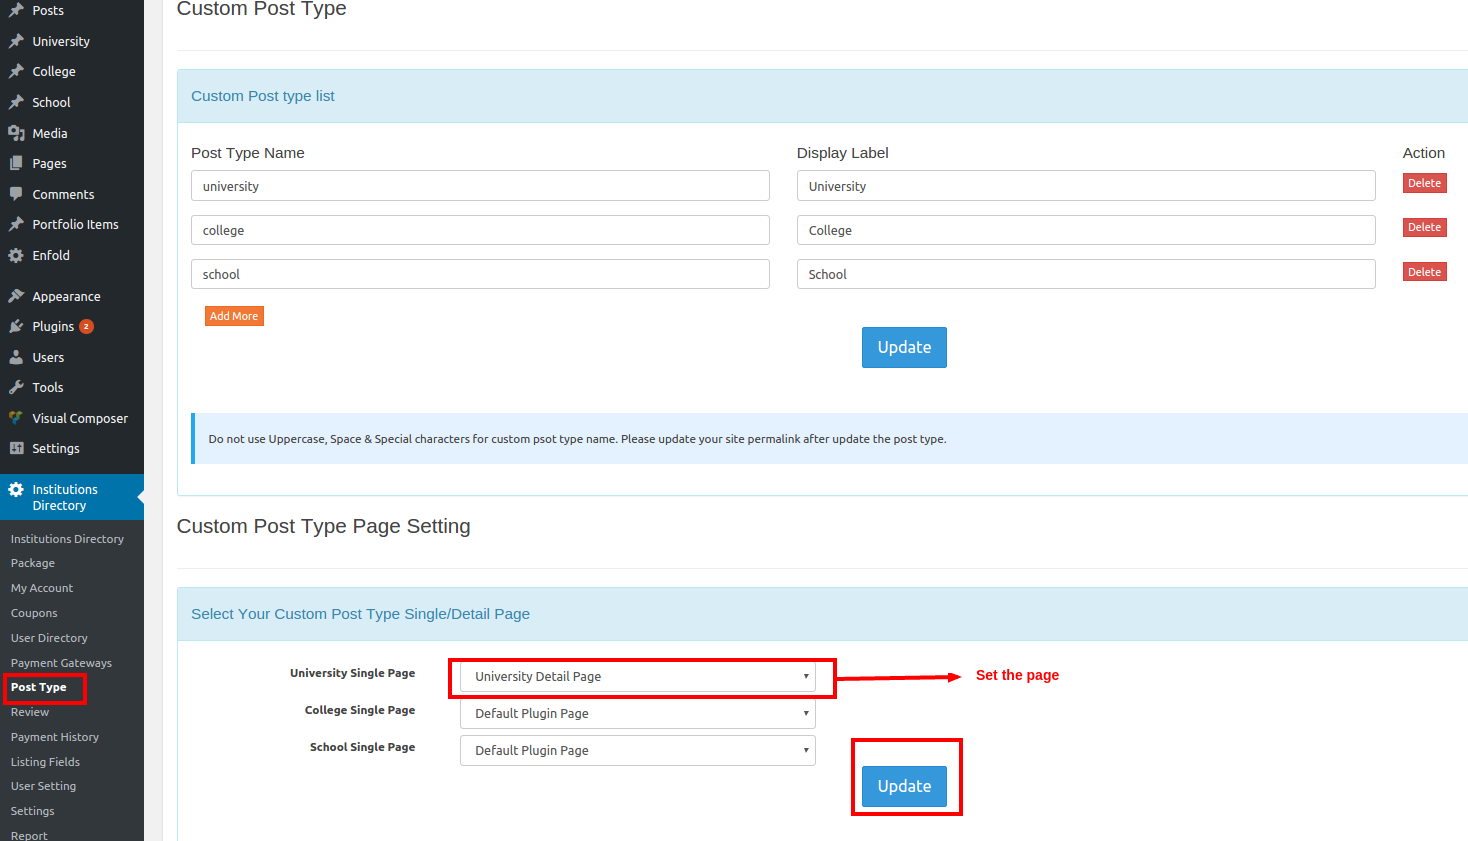 Posts
University
College
School
Media
Pages
Comments
Portfolio Items
Enfold
Appearance
Plugins 2
Users
Tools
Visual Composer
Settings
Institutions
Directory
Institutions Directory
Package
My Account
Coupons
User Directory
Payment Gateways
Post Type
Review
Payment History
Listing Fields
User Setting
Settings
Report
Custom Post Type
Custom Post type list
Post Type Name Display Label Action
university University Delete
college College Delete
school School Delete
Add More
Update
Do not use Uppercase, Space & Special characters for custom psot type name. Please update your site permalink after update the post type.
Custom Post Type Page Setting
Select Your Custom Post Type Single/Detail Page
University Single Page University Detail Page Set the page
College Single Page Default Plugin Page
School Single Page Default Plugin Page
Update